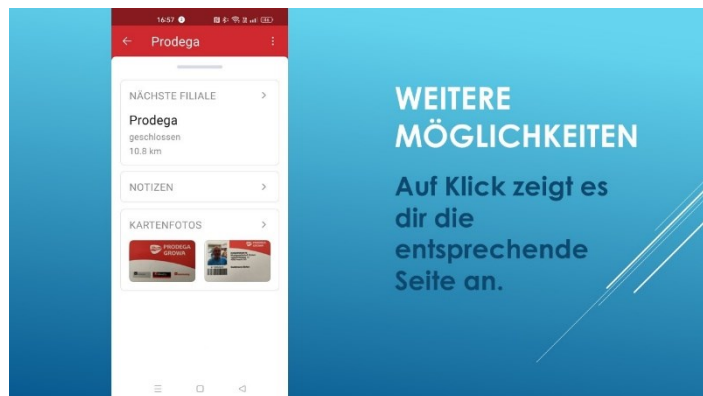 16:57
Prodega
NÄCHSTE FILIALE
Prodega
geschlossen
10.8 km
NOTIZEN
KARTENFOTOS
PRODEGA
GROWA
WEITERE
MÖGLICHKEITEN
Auf Klick zeigt es
dir die
entsprechende
Seite an.